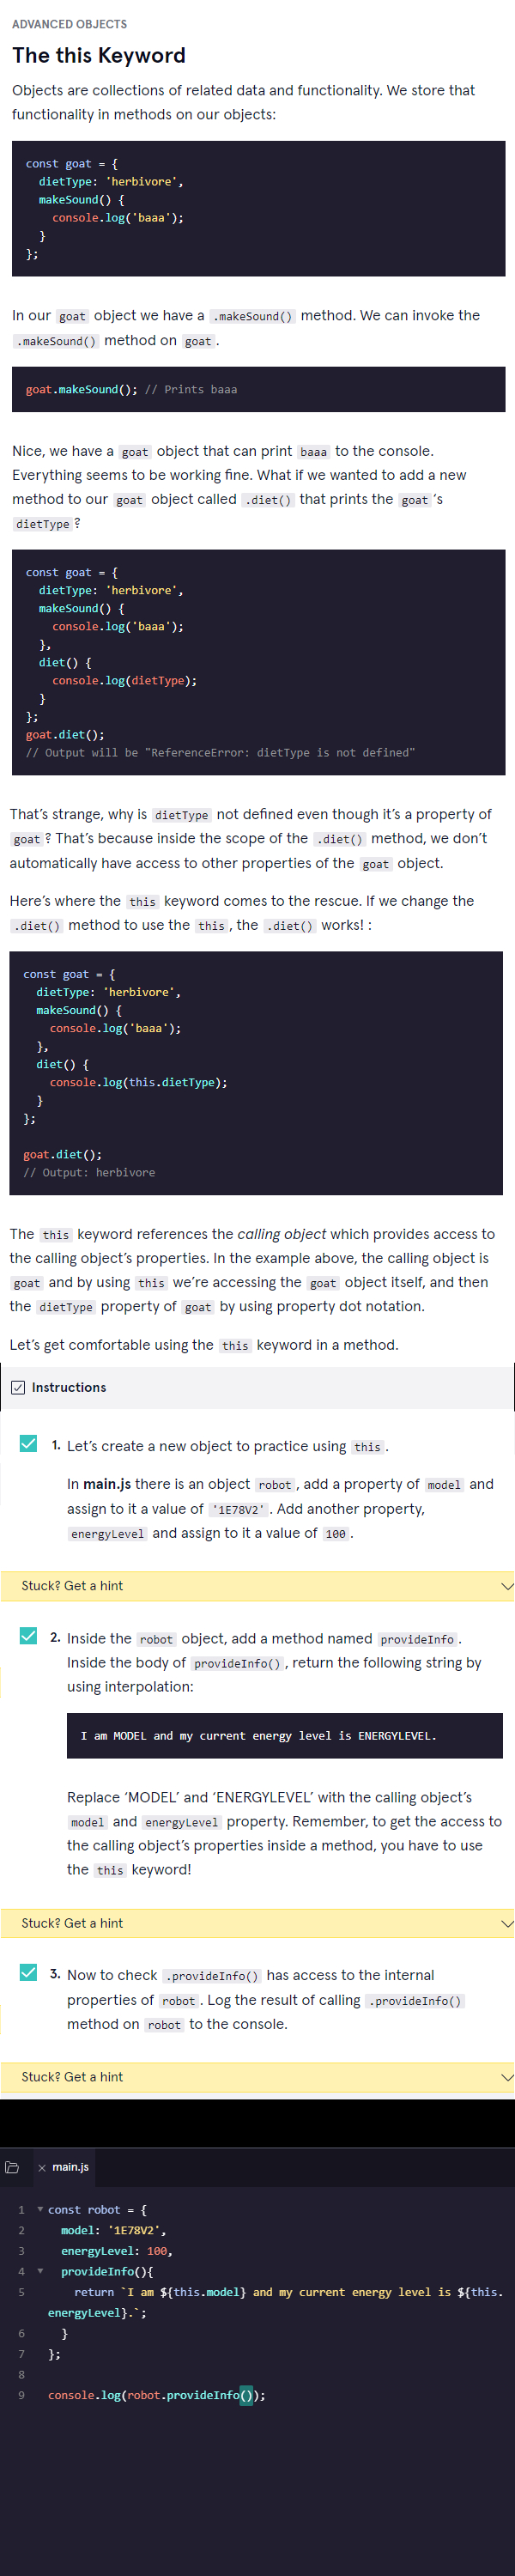 ADVANCED OBJECTS
The this Keyword
Objects are collections of related data and functionality. We store that
functionality in methods on our objects:
const goat = {
  dietType: 'herbivore',
  makeSound() {
    console.log('baaa');
  }
};
In our goat object we have a .makeSound() method. We can invoke the
.makeSound() method on goat.
goat.makeSound(); // Prints baaa
Nice, we have a goat object that can print baaa to the console.
Everything seems to be working fine. What if we wanted to add a new
method to our goat object called .diet() that prints the goat's
dietType?
const goat = {
  dietType: 'herbivore',
  makeSound() {
    console.log('baaa');
  },
  diet() {
    console.log(dietType);
  }
};
goat.diet();
// Output will be "ReferenceError: dietType is not defined"
That's strange, why is dietType not defined even though it's a property of
goat? That's because inside the scope of the .diet() method, we don't
automatically have access to other properties of the goat object.
Here's where the this keyword comes to the rescue. If we change the
.diet() method to use the this, the .diet() works! :
const goat = {
  dietType: 'herbivore',
  makeSound() {
    console.log('baaa');
  },
  diet() {
    console.log(this.dietType);
  }
};
goat.diet();
// Output: herbivore
The this keyword references the calling object which provides access to
the calling object's properties. In the example above, the calling object is
goat and by using this we're accessing the goat object itself, and then
the dietType property of goat by using property dot notation.
Let's get comfortable using the this keyword in a method.
Instructions
1. Let's create a new object to practice using this.
In main.js there is an object robot, add a property of model and
assign to it a value of '1E78V2'. Add another property,
energyLevel and assign to it a value of 100.
Stuck? Get a hint
2. Inside the robot object, add a method named provideInfo.
Inside the body of provideInfo(), return the following string by
using interpolation:
I am MODEL and my current energy level is ENERGYLEVEL.
Replace 'MODEL' and 'ENERGYLEVEL' with the calling object's
model and energyLevel property. Remember, to get the access to
the calling object's properties inside a method, you have to use
the this keyword!
Stuck? Get a hint
3. Now to check .provideInfo() has access to the internal
properties of robot. Log the result of calling .provideInfo()
method on robot to the console.
Stuck? Get a hint
× main.js
1 const robot = {
2   model: '1E78V2',
3   energyLevel: 100,
4   provideInfo(){
5     return `I am ${this.model} and my current energy level is ${this.
energyLevel}.`;
6   }
7 };
8
9 console.log(robot.provideInfo());